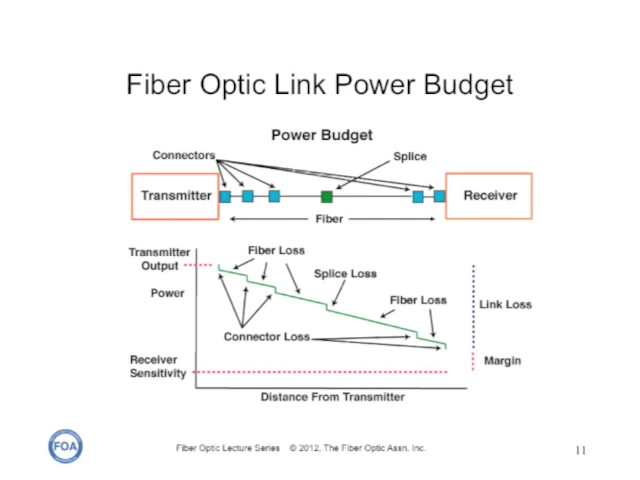 Fiber Optic Link Power Budget
Power Budget
Connectors
Splice
Transmitter
Receiver
Fiber
Transmitter
Output
Fiber Loss
Splice Loss
Power
Fiber Loss
Link Loss
Connector Loss
Receiver
Sensitivity
Margin
Distance From Transmitter
FOA
Fiber Optic Lecture Series © 2012, The Fiber Optic Assn. Inc.
11